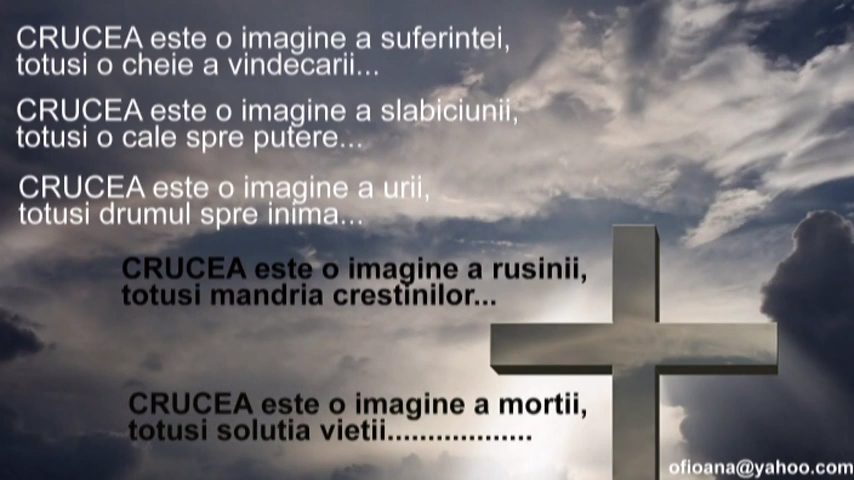 CRUCEA este o imagine a suferintei,
totusi o cheie a vindecarii...
CRUCEA este o imagine a slabiciunii,
totusi o cale spre putere...
CRUCEA este o imagine a urii,
totusi drumul spre inima...
CRUCEA este o imagine a rusinii,
totusi mandria crestinilor...
CRUCEA este o imagine a mortii,
totusi solutia vietii..................
ofioana@yahoo.com